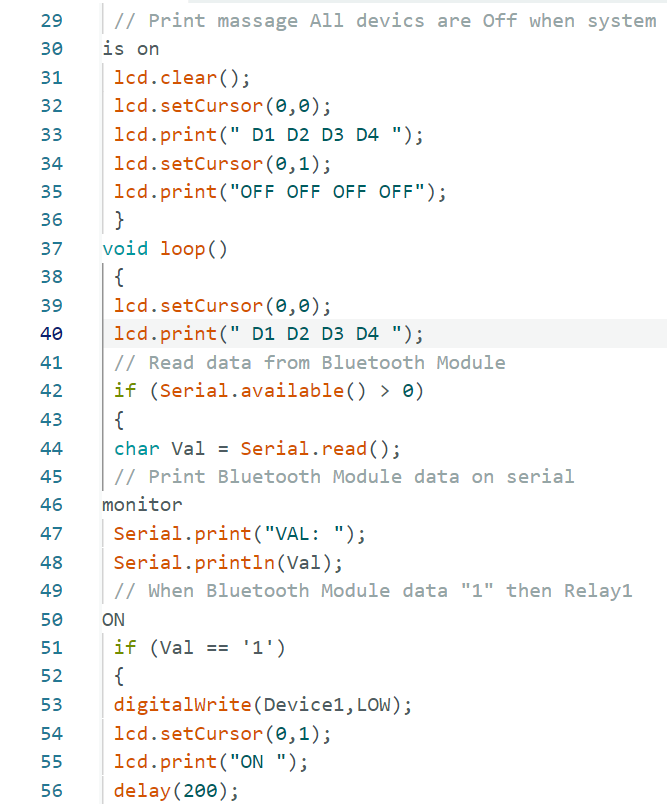 29 // Print massage All devics are Off when system
30 is on
31 lcd.clear();
32 lcd.setCursor(0,0);
33 lcd.print(" D1 D2 D3 D4 ");
34 lcd.setCursor(0,1);
35 lcd.print("OFF OFF OFF OFF");
36 }
37 void loop()
38 {
39 lcd.setCursor(0,0);
40 lcd.print(" D1 D2 D3 D4 ");
41 // Read data from Bluetooth Module
42 if (Serial.available() > 0)
43 {
44 char Val = Serial.read();
45 // Print Bluetooth Module data on serial
46 monitor
47 Serial.print("VAL: ");
48 Serial.println(Val);
49 // When Bluetooth Module data "1" then Relay1
50 ON
51 if (Val == '1')
52 {
53 digitalWrite(Device1,LOW);
54 lcd.setCursor(0,1);
55 lcd.print("ON ");
56 delay(200);